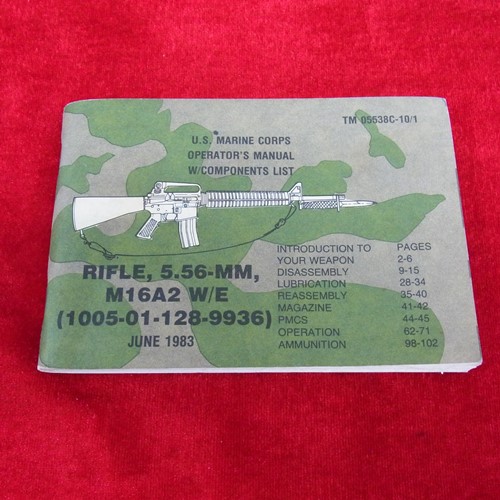 TM 05538C-10/1
U.S. MARINE CORPS
OPERATOR'S MANUAL
W/COMPONENTS LIST
RIFLE, 5.56-MM,
M16A2 W/E
(1005-01-128-9936)
JUNE 1983
INTRODUCTION TO PAGES
YOUR WEAPON 2-6
DISASSEMBLY 9-15
LUBRICATION 28-34
REASSEMBLY 35-40
MAGAZINE 41-42
PMCS 44-45
OPERATION 62-71
AMMUNITION 98-102